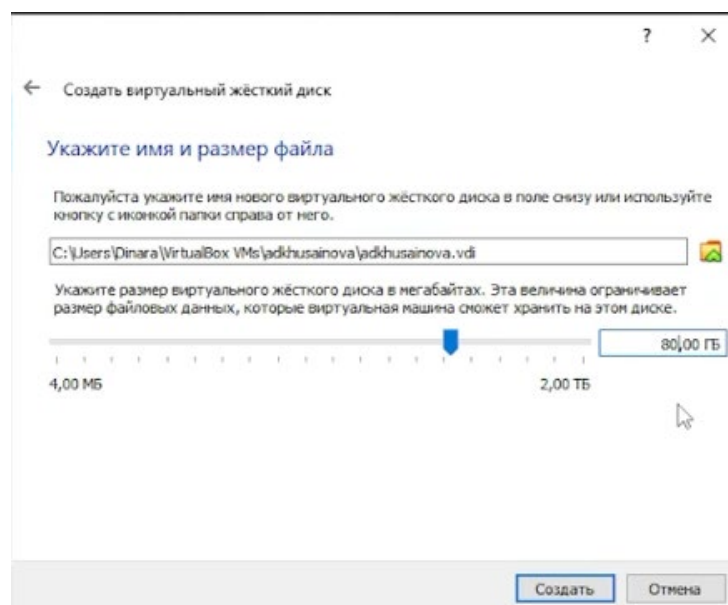 ?
Создать виртуальный жёсткий диск
Укажите имя и размер файла
Пожалуйста укажите имя нового виртуального жёсткого диска в поле снизу или используйте
кнопку с иконкой папки справа от него.
C:\Users\Dinara\VirtualBox VMs\adkhusainova\adkhusainova.vdi
Укажите размер виртуального жёсткого диска в мегабайтах. Эта величина ограничивает
размер файловых данных, которые виртуальная машина сможет хранить на этом диске.
80,00 ГБ
4,00 МБ 2,00 ТБ
Создать Отмена